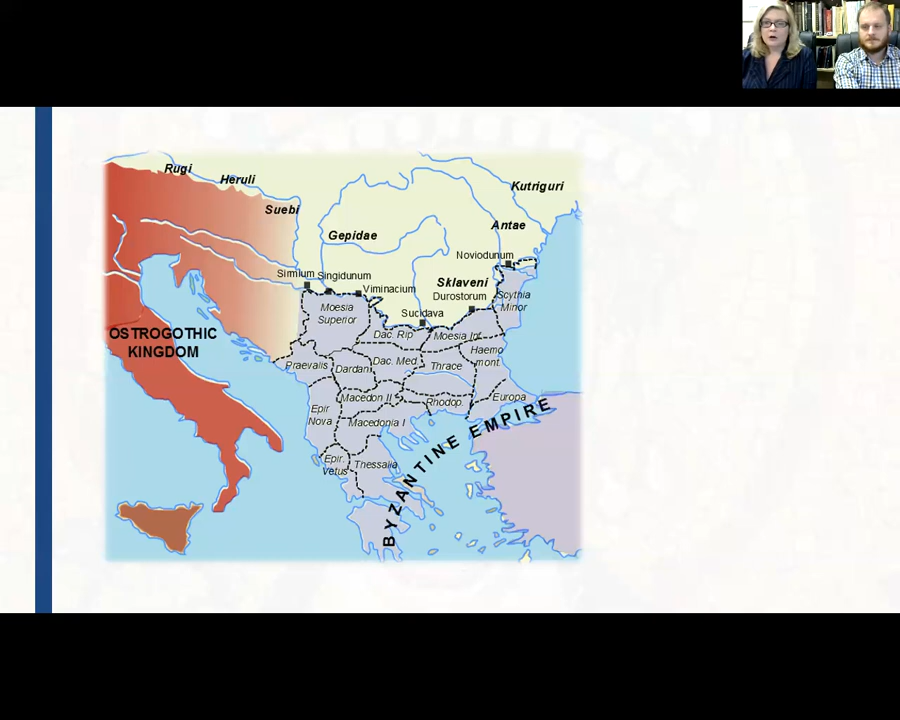 Rugi
Heruli
Kutriguri
Suebi
Antae
Gepidae
Noviodunum
Sirmium
Singidunum
Sklaveni
Viminacium
Durostorum
Scythia
Minor
Moesia
Superior
Sucidava
OSTROGOTHIC
KINGDOM
Dac. Rip
Moesia Inf.
Haemo
mont.
Praevalis
Dardan.
Dac. Med.
Thrace
Macedon II
Rhodop.
Europa
Epir
Nova
Macedonia I
Epir.
Vetus
Thessalia
BYZANTINE EMPIRE